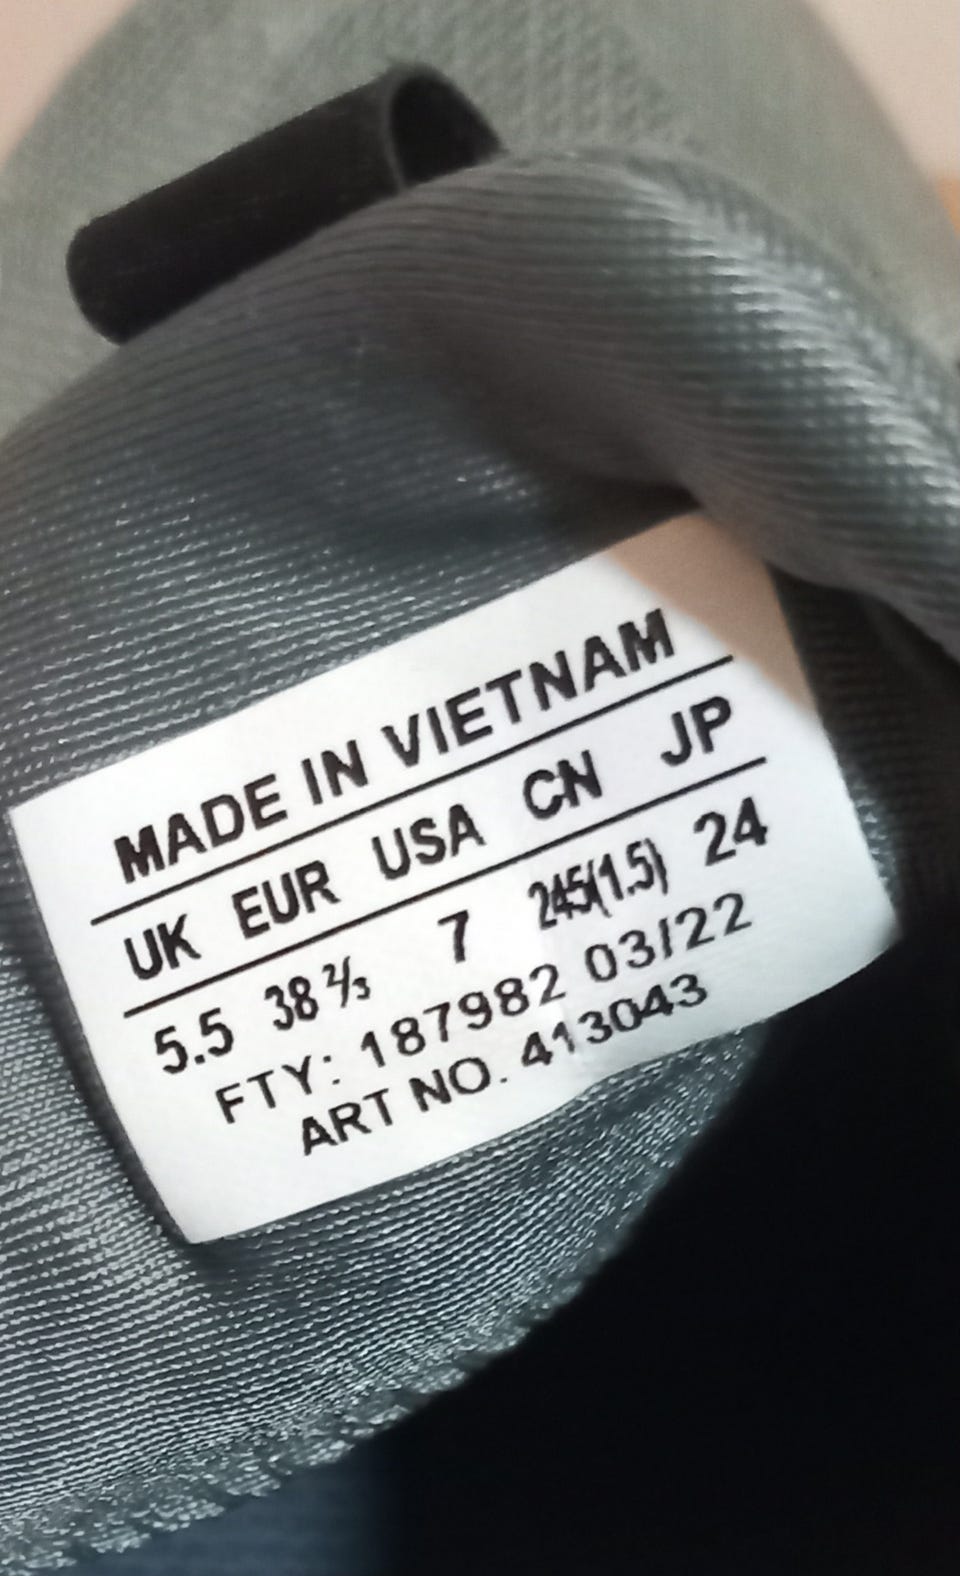 MADE IN VIETNAM
UK EUR USA CN JP
5.5 38 ⅔ 7 245(1.5) 24
FTY: 187982 03/22
ART NO. 413043